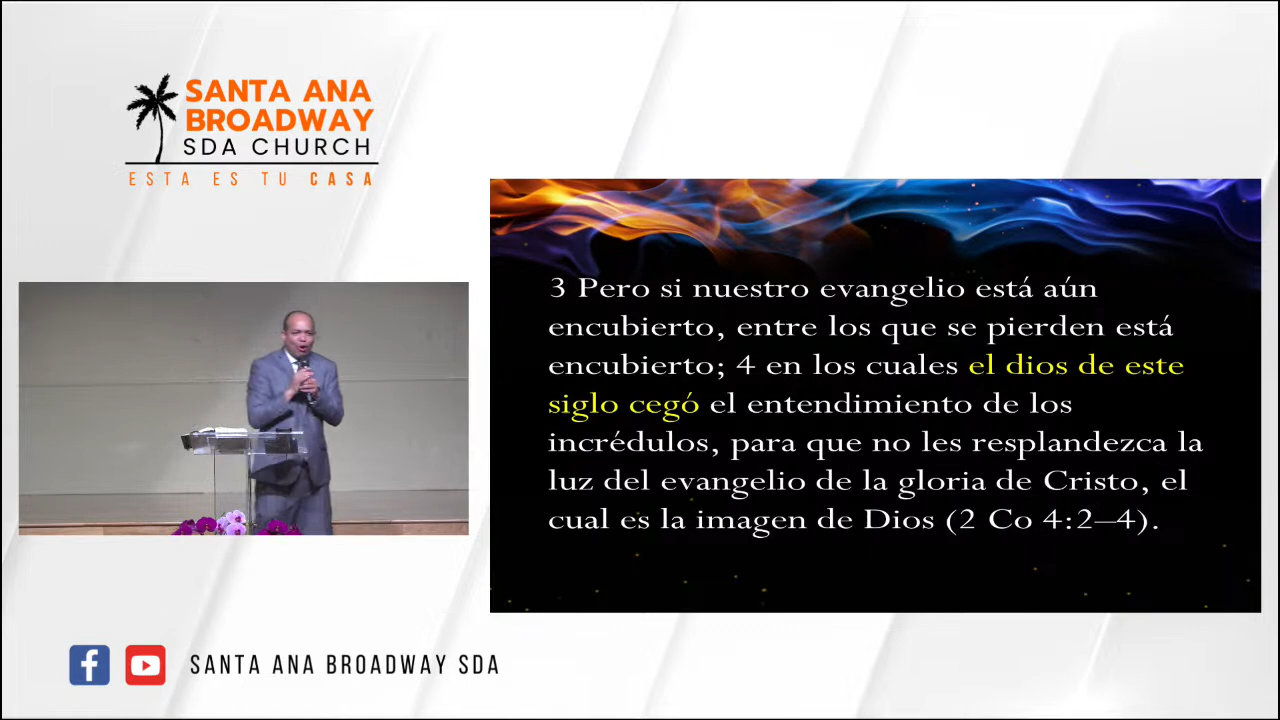 SANTA ANA
BROADWAY
SDA CHURCH
ESTA ES TU CASA
3 Pero si nuestro evangelio está aún
encubierto, entre los que se pierden está
encubierto; 4 en los cuales el dios de este
siglo cegó el entendimiento de los
incrédulos, para que no les resplandezca la
luz del evangelio de la gloria de Cristo, el
cual es la imagen de Dios (2 Co 4:2–4).
SANTA ANA BROADWAY SDA